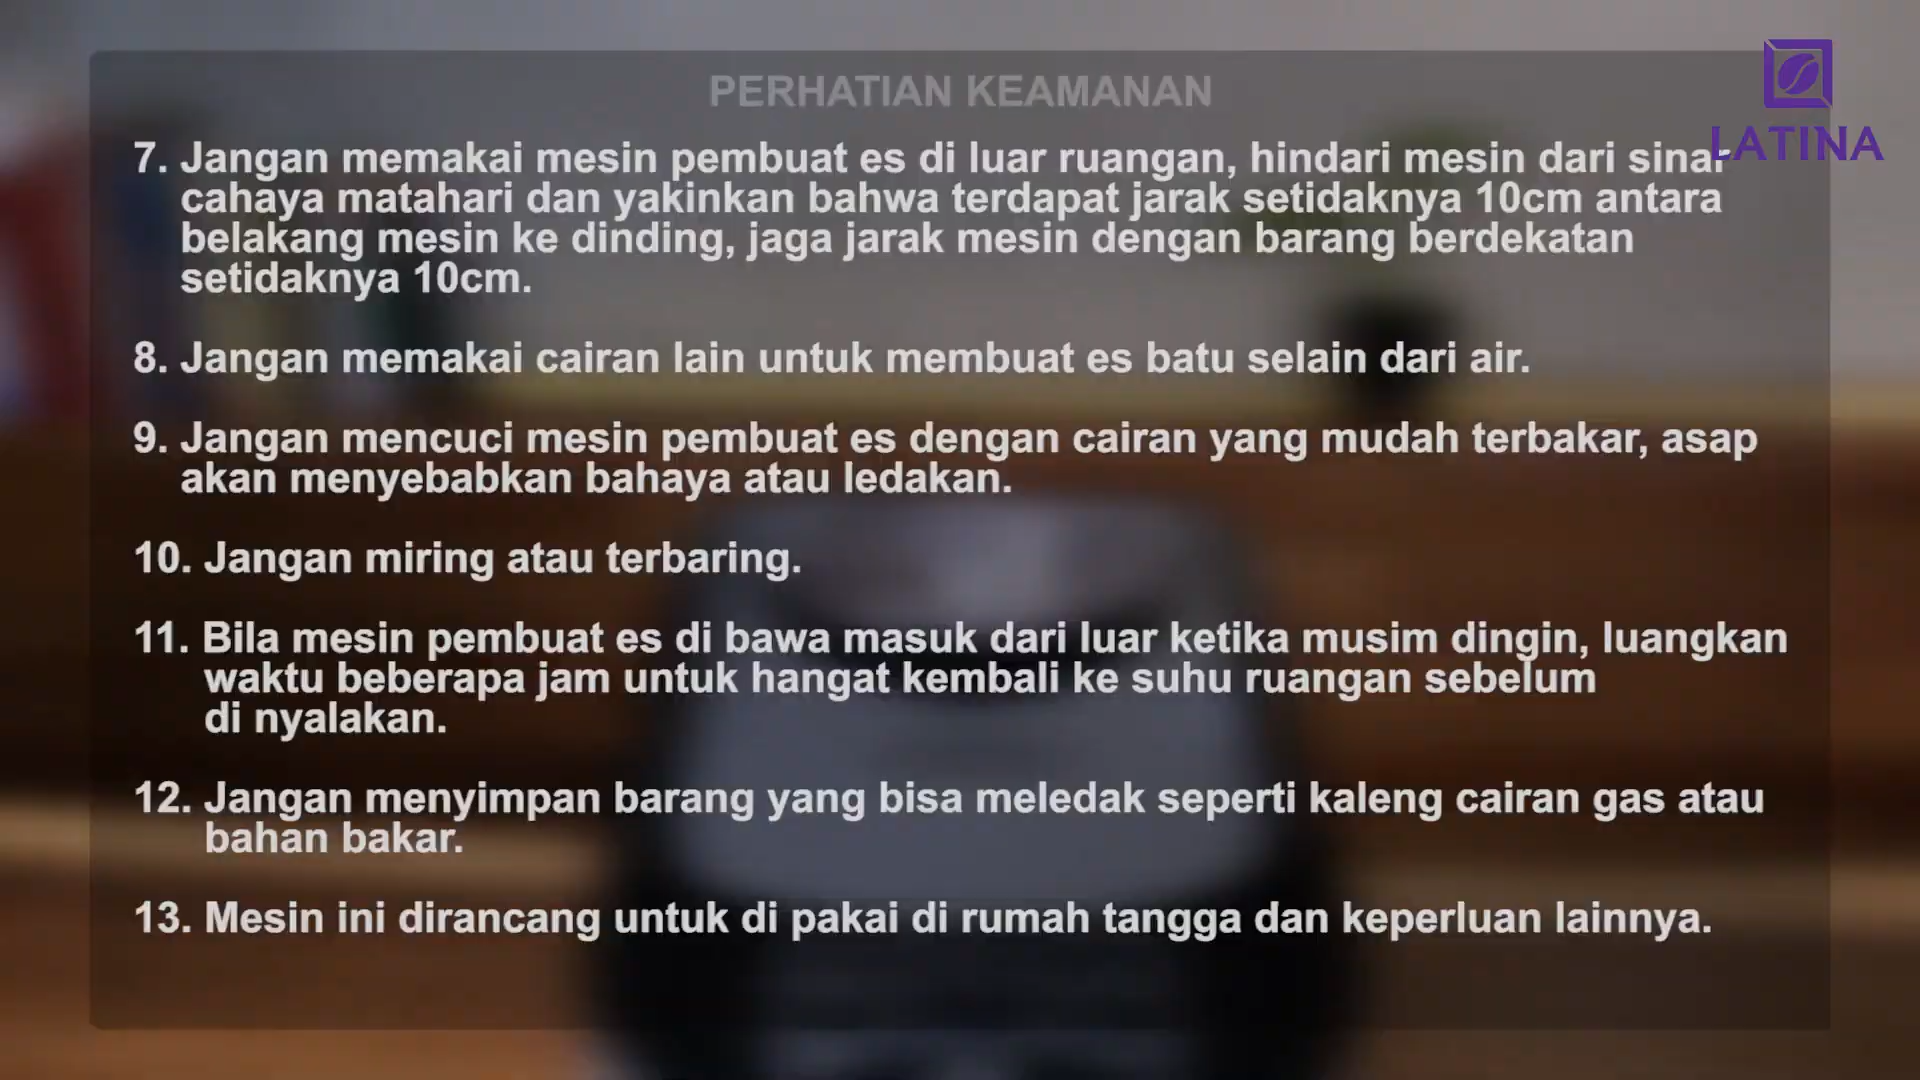 PERHATIAN KEAMANAN
LATINA
7. Jangan memakai mesin pembuat es di luar ruangan, hindari mesin dari sinar
cahaya matahari dan yakinkan bahwa terdapat jarak setidaknya 10cm antara
belakang mesin ke dinding, jaga jarak mesin dengan barang berdekatan
setidaknya 10cm.
8. Jangan memakai cairan lain untuk membuat es batu selain dari air.
9. Jangan mencuci mesin pembuat es dengan cairan yang mudah terbakar, asap
akan menyebabkan bahaya atau ledakan.
10. Jangan miring atau terbaring.
11. Bila mesin pembuat es di bawa masuk dari luar ketika musim dingin, luangkan
waktu beberapa jam untuk hangat kembali ke suhu ruangan sebelum
di nyalakan.
12. Jangan menyimpan barang yang bisa meledak seperti kaleng cairan gas atau
bahan bakar.
13. Mesin ini dirancang untuk di pakai di rumah tangga dan keperluan lainnya.